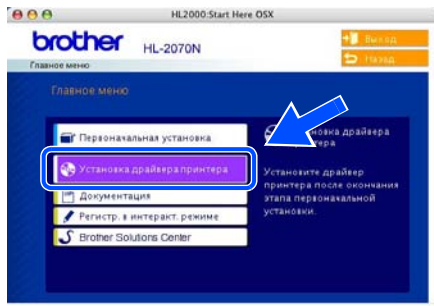 HL2000:Start Here OSX
brother
HL-2070N
Выход
Назад
Главное меню
Главное меню
Первоначальная установка
Установка драйвера принтера
Документация
Регистр. в интеракт. режиме
Brother Solutions Center
драйвера
Установите драйвер
принтера после окончания
этапа первоначальной
установки.